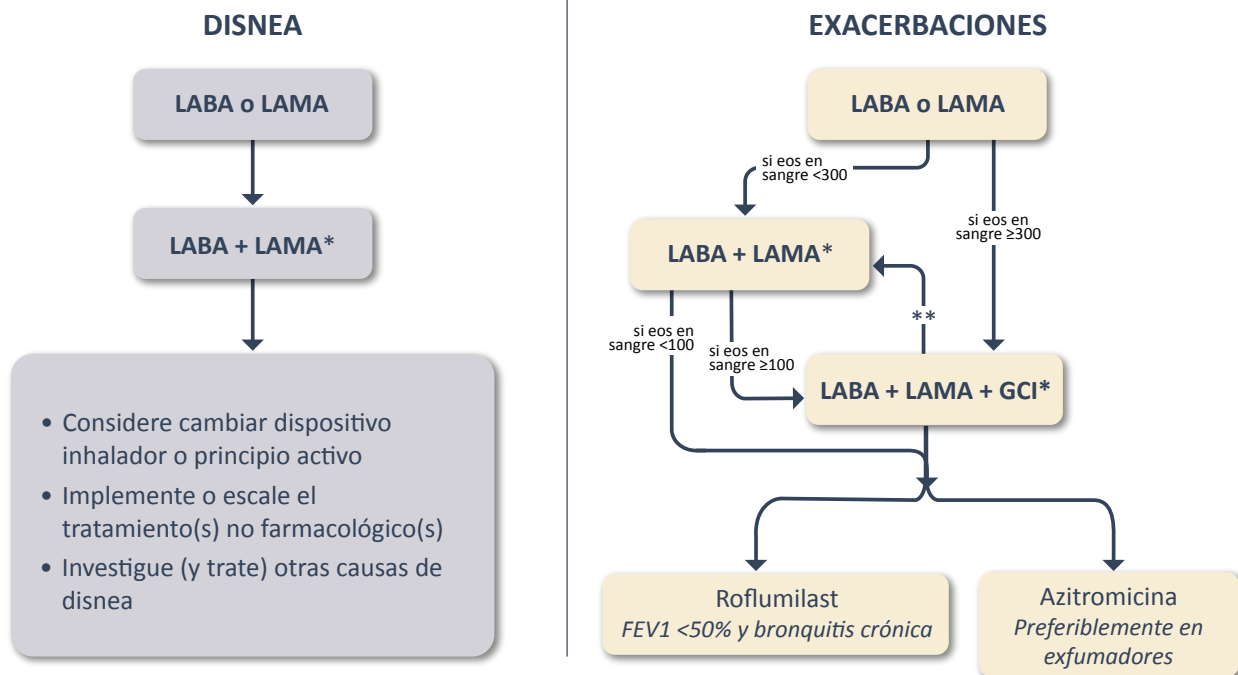 DISNEA
LABA o LAMA
LABA + LAMA*
• Considere cambiar dispositivo
inhalador o principio activo
• Implemente o escale el
tratamiento(s) no farmacológico(s)
• Investigue (y trate) otras causas de
disnea
EXACERBACIONES
LABA o LAMA
si eos en
sangre <300
si eos en
sangre ≥300
LABA + LAMA*
**
si eos en
sangre <100
si eos en
sangre ≥100
LABA + LAMA + GCI*
Roflumilast
FEV1 <50% y bronquitis crónica
Azitromicina
Preferiblemente en
exfumadores